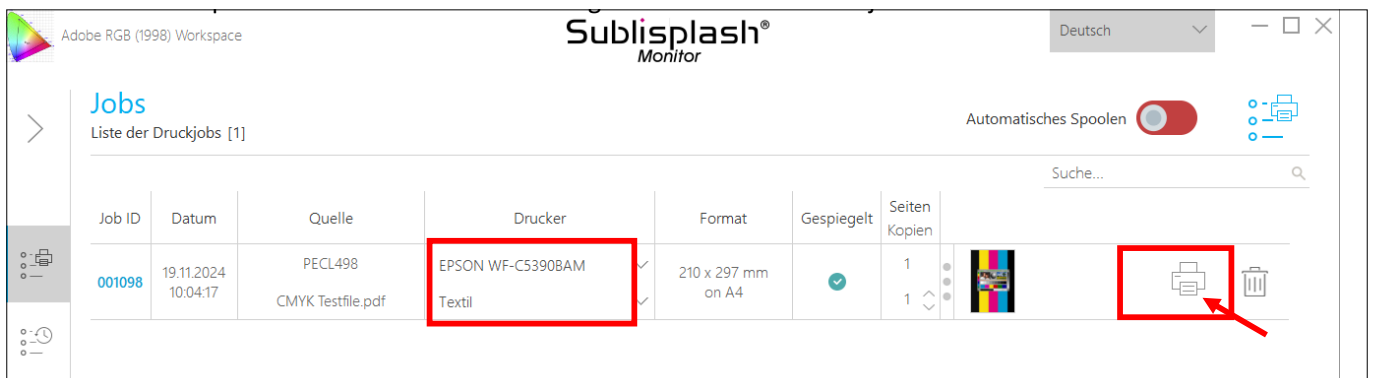 Adobe RGB (1998) Workspace
Sublisplash®
Monitor
Deutsch
Jobs
Liste der Druckjobs [1]
Automatisches Spoolen
Suche...
Job ID Datum Quelle Drucker Format Gespiegelt Seiten
Kopien
001098
19.11.2024
10:04:17
PECL498
CMYK Testfile.pdf
EPSON WF-C5390BAM
Textil
210 x 297 mm
on A4
1
1